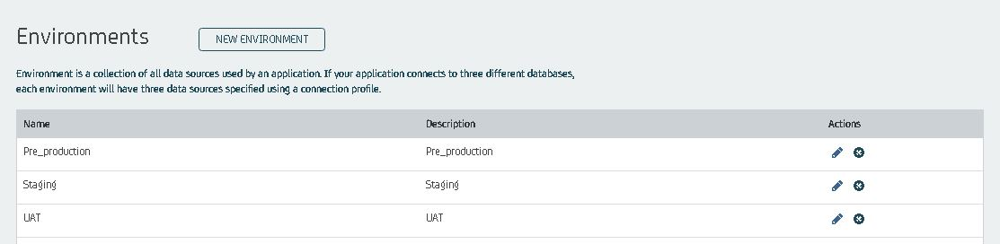 Environments
NEW ENVIRONMENT
Environment is a collection of all data sources used by an application. If your application connects to three different databases,
each environment will have three data sources specified using a connection profile.
Name Description Actions
Pre_production Pre_production
Staging Staging
UAT UAT